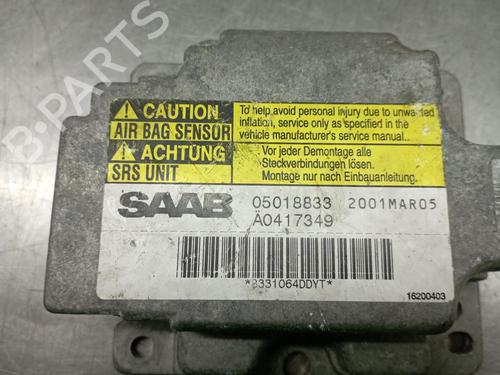 CAUTION
AIR BAG SENSOR
To help avoid personal injury due to unwanted
inflation, service only as specified in the
vehicle manufacturer's service manual.
ACHTUNG
SRS UNIT
Vor jeder Demontage alle
Steckverbindungen lösen.
Montage nur nach Einbauanleitung.
SAAB
05018833 2001MAR05
Ä0417349
*8331064DDYT*
16200403
B-PARTS